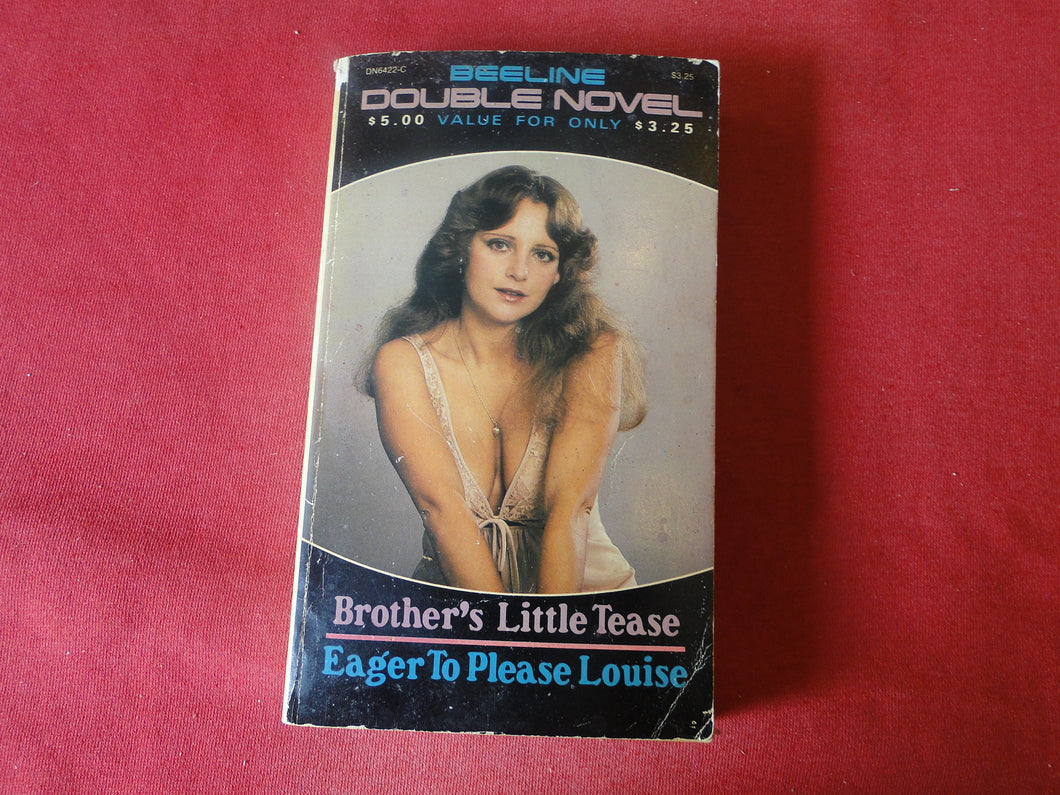 DN6422-C
BEELINE
$3.25
DOUBLE NOVEL
$5.00 VALUE FOR ONLY $3.25
Brother's Little Tease
Eager To Please Louise